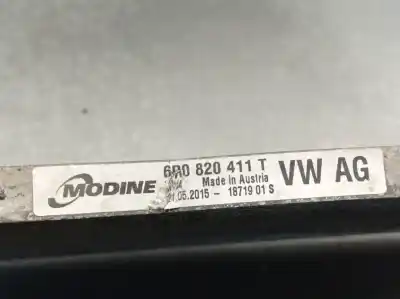 MODINE
6R0 820 411 T
Made in Austria
.05.2015 - 18719 01 S
VW AG